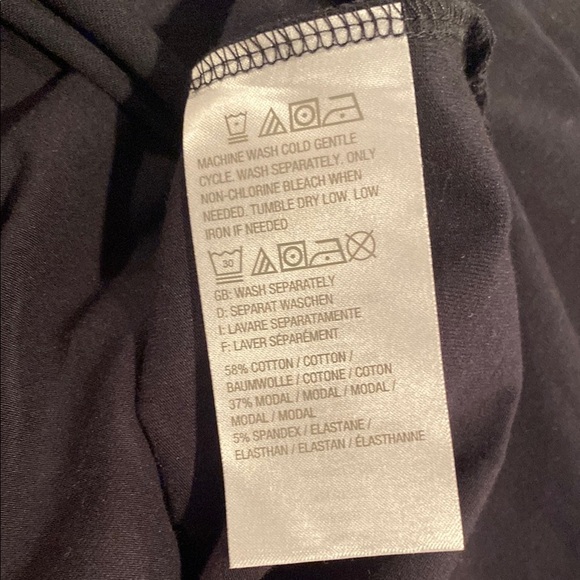 MACHINE WASH COLD GENTLE
CYCLE. WASH SEPARATELY. ONLY
NON-CHLORINE BLEACH WHEN
NEEDED. TUMBLE DRY LOW. LOW
IRON IF NEEDED
30
GB: WASH SEPARATELY
D: SEPARAT WASCHEN
I: LAVARE SEPARATAMENTE
F: LAVER SÉPARÉMENT
58% COTTON / COTTON /
BAUMWOLLE / COTONE / COTON
37% MODAL / MODAL / MODAL /
MODAL / MODAL
5% SPANDEX / ELASTANE /
ELASTHAN / ELASTAN / ÉLASTHANNE